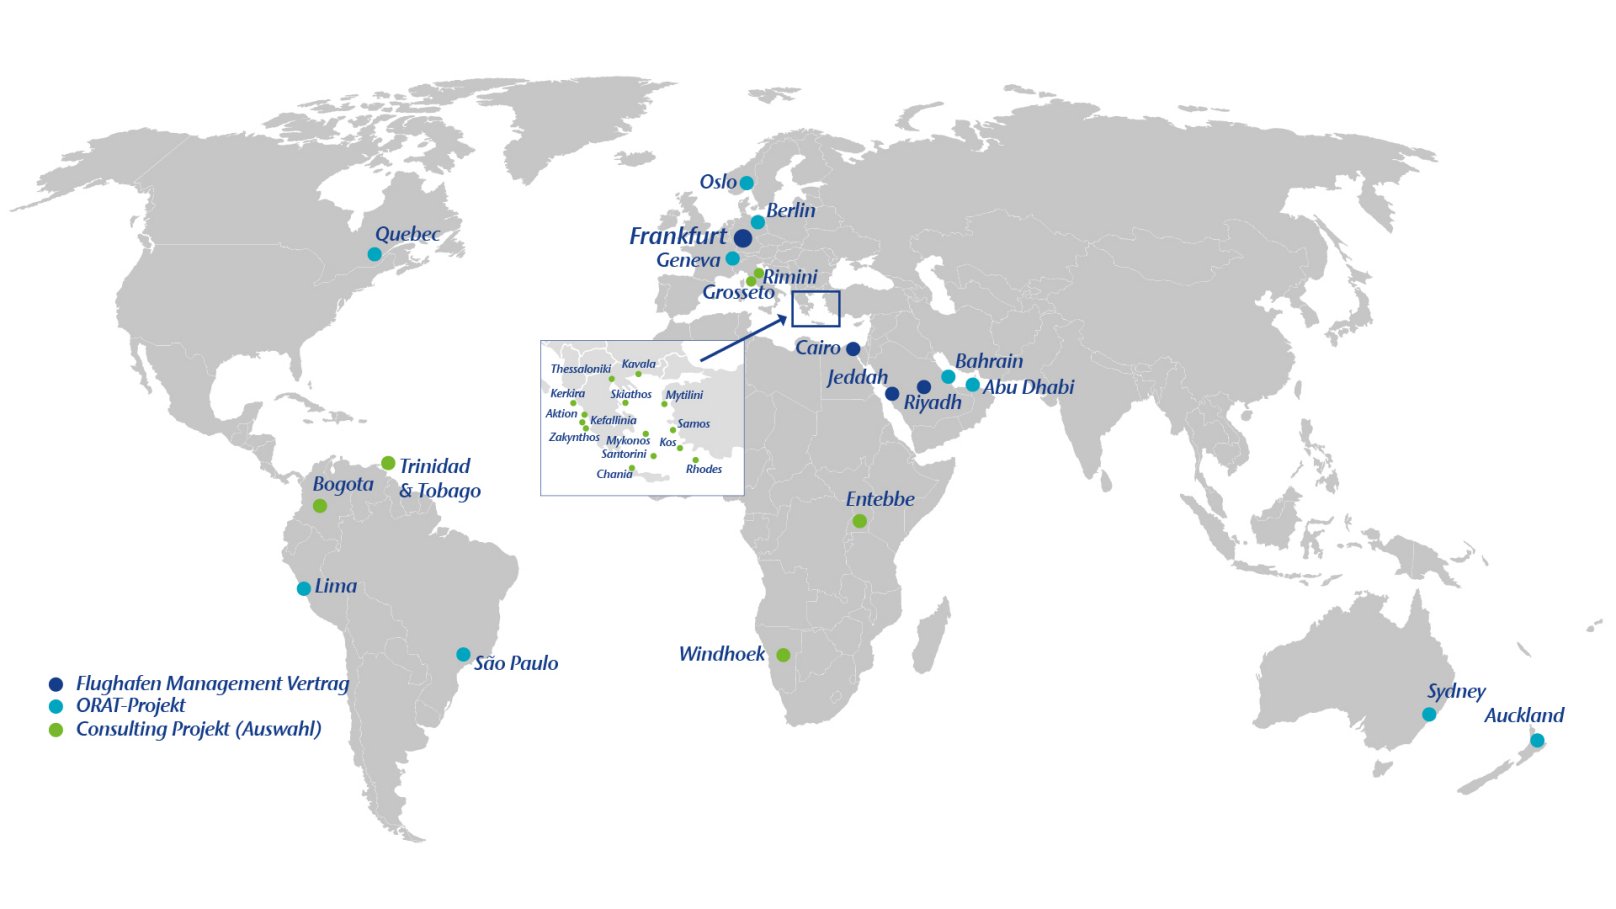 Oslo
Berlin
Quebec
Frankfurt
Geneva
Rimini
Grosseto
Cairo
Bahrain
Jeddah
Abu Dhabi
Riyadh
Thessaloniki
Kavala
Kerkira
Skiathos
Mytilini
Aktion
Kefallinia
Samos
Zakynthos
Mykonos
Kos
Santorini
Chania
Rhodes
Trinidad
& Tobago
Bogota
Entebbe
Lima
Windhoek
São Paulo
Sydney
Auckland
Flughafen Management Vertrag
ORAT-Projekt
Consulting Projekt (Auswahl)